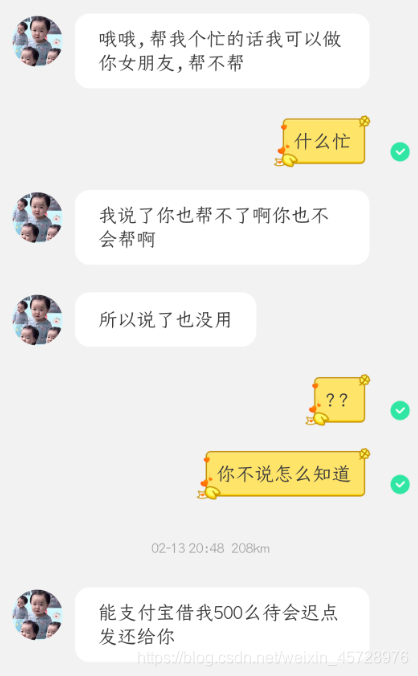 哦哦,帮我个忙的话我可以做
你女朋友,帮不帮
什么忙
我说了你也帮不了啊你也不
会帮啊
所以说了也没用
??
你不说怎么知道
02-13 20:48 208km
能支付宝借我500么待会迟点
发还给你
https://blog.csdn.net/weixin_45728976